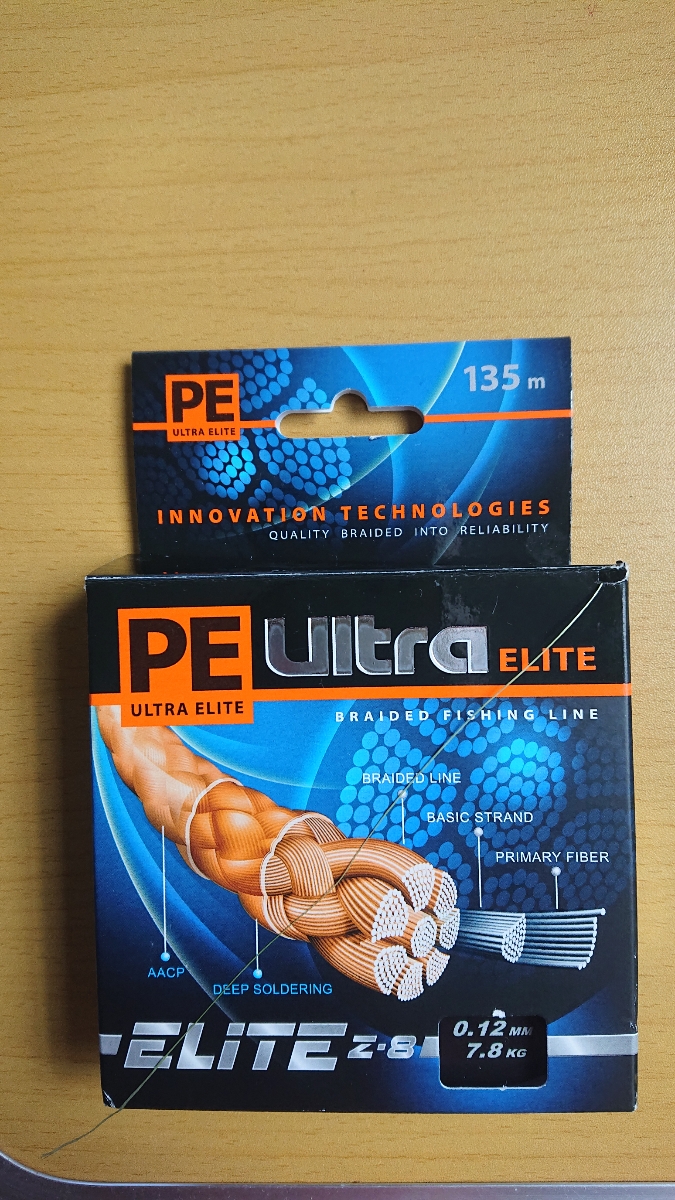 135 m
PE
ULTRA ELITE
INNOVATION TECHNOLOGIES
QUALITY BRAIDED INTO RELIABILITY
PE Ultra ELITE
ULTRA ELITE
BRAIDED FISHING LINE
BRAIDED LINE
BASIC STRAND
PRIMARY FIBER
AACP
DEEP SOLDERING
ELITE Z-8
0.12 MM
7.8 KG